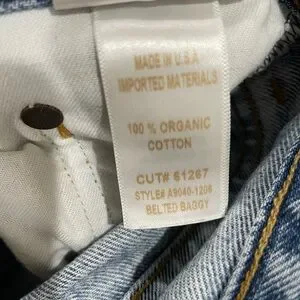 MADE IN U.S.A
IMPORTED MATERIALS
100 % ORGANIC
COTTON
CUT# 61267
STYLE# A9040-1206
BELTED BAGGY